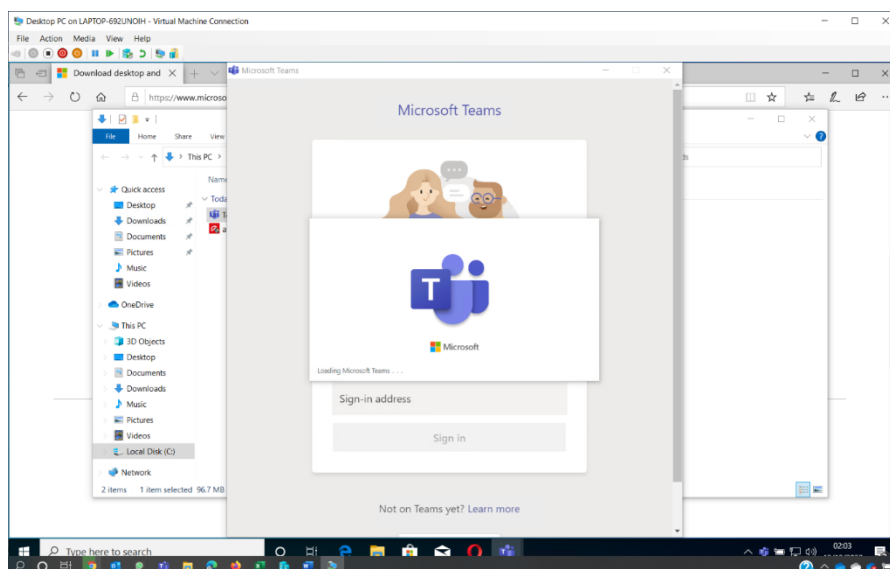 Desktop PC on LAPTOP-692UNOIH - Virtual Machine Connection
File Action Media View Help
Download desktop and
Microsoft Teams
https://www.microso
File Home Share View
This PC
Name
Quick access
Toda
Desktop
Downloads
Documents
Pictures
Music
Videos
OneDrive
This PC
3D Objects
Desktop
Documents
Downloads
Music
Pictures
Videos
Local Disk (C:)
Network
2 items 1 item selected 96.7 MB
Microsoft Teams
T
Microsoft
Loading Microsoft Teams . . .
Sign-in address
Sign in
Not on Teams yet? Learn more
Type here to search
02:03